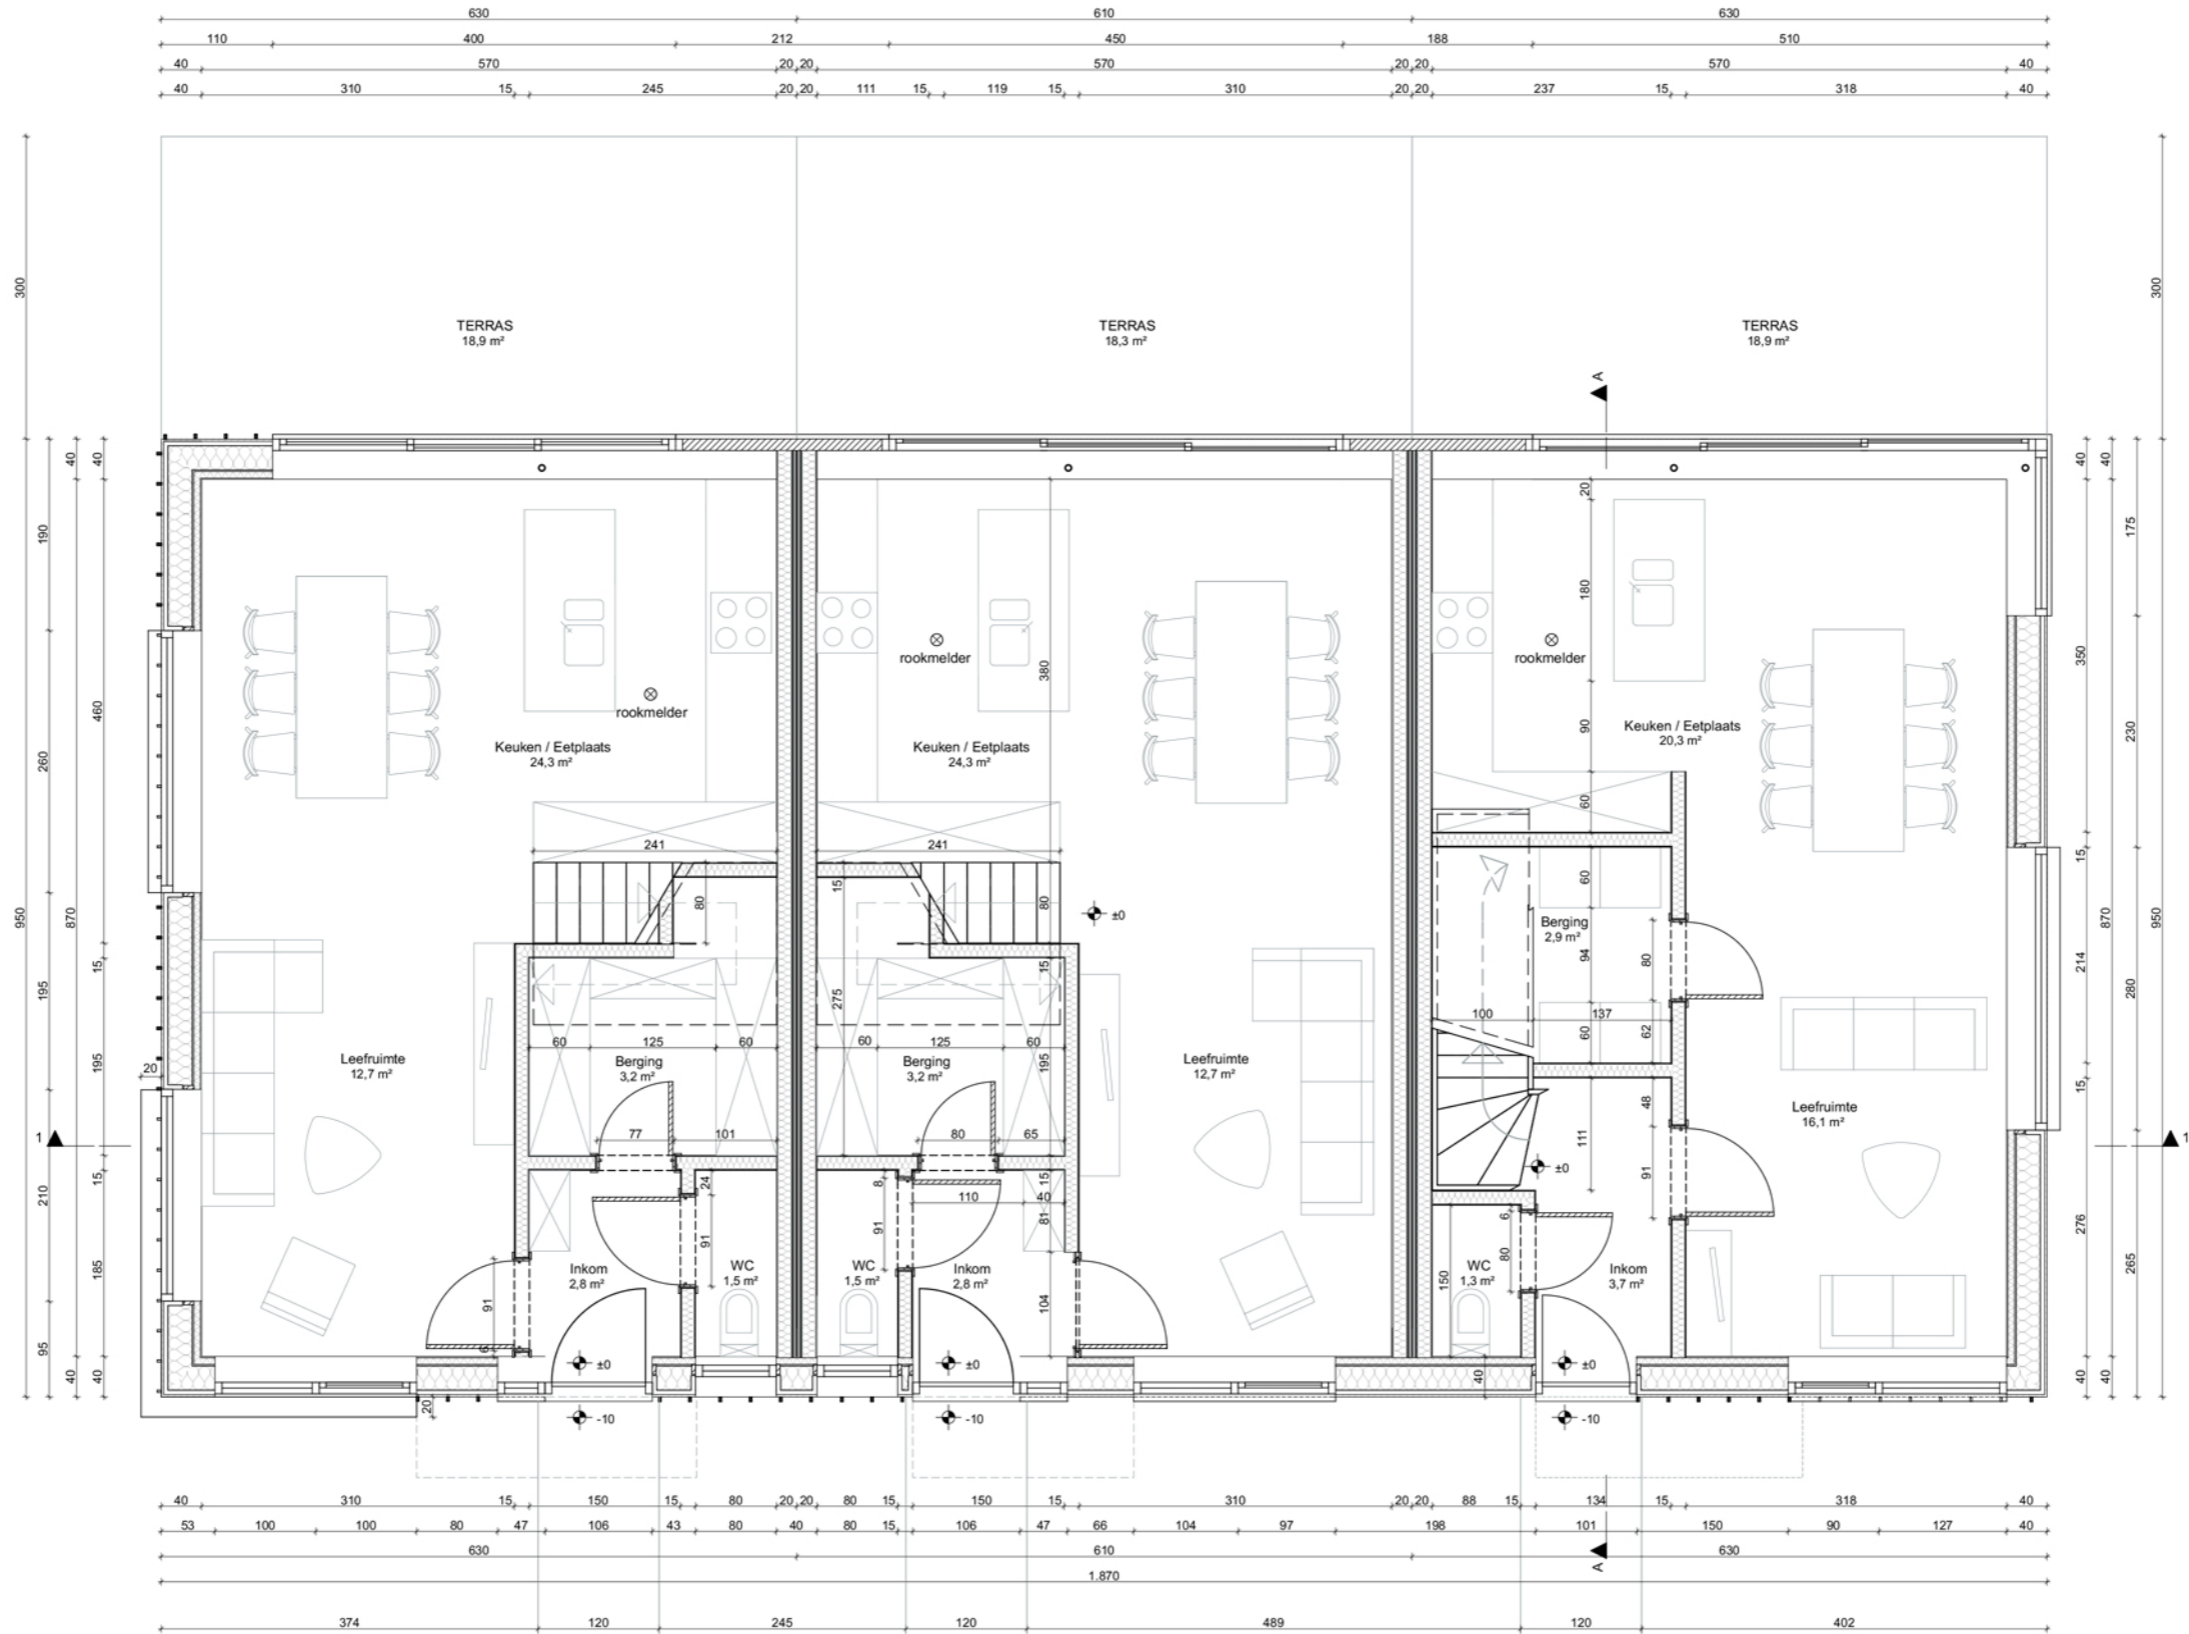 630 610 630
110 400 212 450 188 510
40 570 20 20 570 20 20 570 40
40 310 15 245 20 20 111 15 119 15 310 20 20 237 15 318 40
300
300
TERRAS
18,9 m²
TERRAS
18,3 m²
TERRAS
18,9 m²
A
950
870
40
40
190
260
195
210
95
40
40
460
15
195
15
185
20
1
20
rookmelder
Keuken / Eetplaats
24,3 m²
241
80
Leefruimte
12,7 m²
60 125 60
Berging
3,2 m²
77 101
24
91
91
6
Inkom
2,8 m²
WC
1,5 m²
±0
-10
rookmelder
Keuken / Eetplaats
24,3 m²
380
241
15
80
±0
15
275
60 125 60
195
Berging
3,2 m²
Leefruimte
12,7 m²
80 65
8
15
110 40
81
91
WC
1,5 m²
Inkom
2,8 m²
104
±0
-10
20
180
rookmelder
90
Keuken / Eetplaats
20,3 m²
60
60
Berging
2,9 m²
94
80
100 137
60
62
48
Leefruimte
16,1 m²
111
91
±0
6
80
150
WC
1,3 m²
Inkom
3,7 m²
40
±0
-10
40
350
15
214
15
276
40
40
870
40
175
230
280
265
950
1
40 310 15 150 15 80 20 20 80 15 150 15 310 20 20 88 15 134 15 318 40
53 100 100 80 47 106 43 80 40 80 15 106 47 66 104 97 198 101 150 90 127 40
630 610 630
A
1.870
374 120 245 120 489 120 402